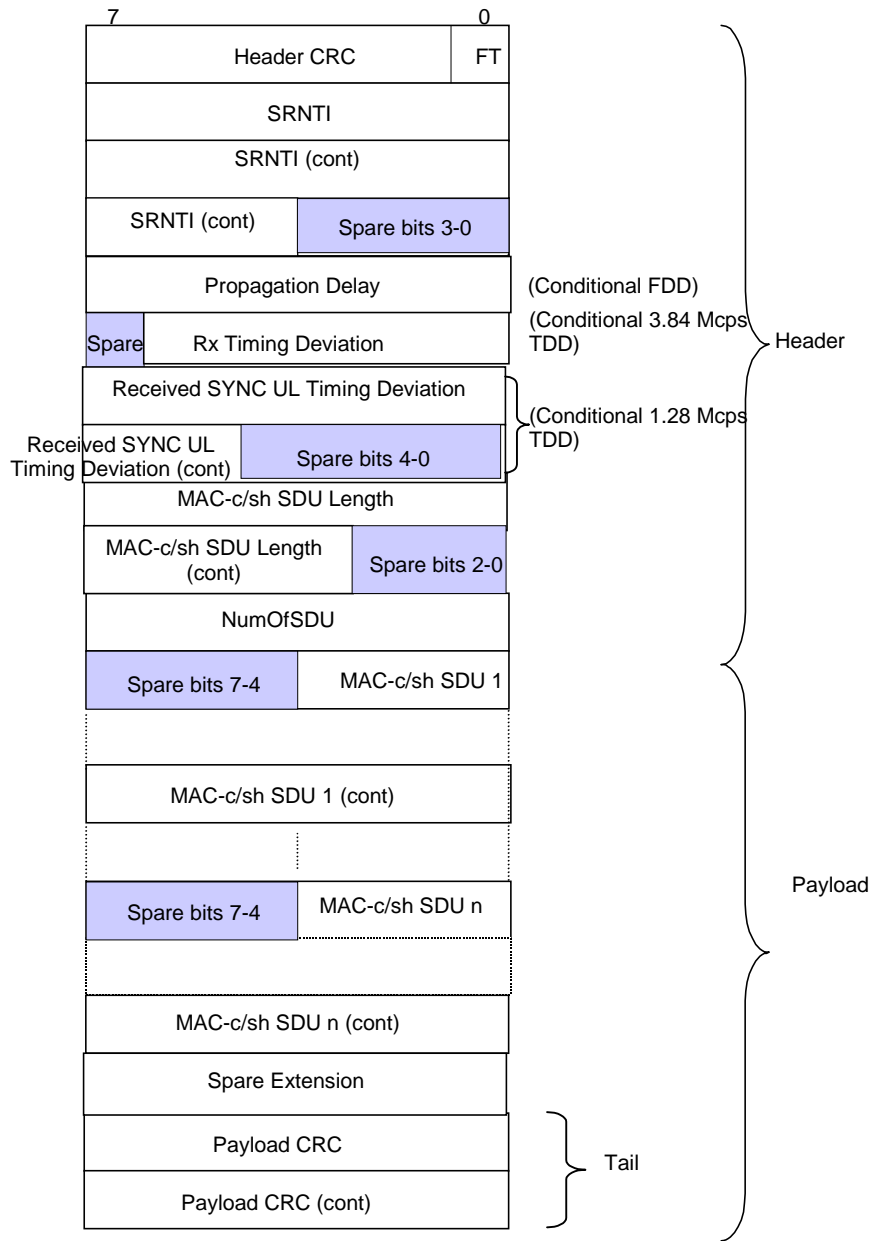 7 0
Header CRC FT
SRNTI
SRNTI (cont)
SRNTI (cont) Spare bits 3-0
Propagation Delay (Conditional FDD)
Spare Rx Timing Deviation (Conditional 3.84 Mcps
TDD)
Header
Received SYNC UL Timing Deviation
(Conditional 1.28 Mcps
TDD)
Received SYNC UL
Timing Deviation (cont)
Spare bits 4-0
MAC-c/sh SDU Length
MAC-c/sh SDU Length
(cont)
Spare bits 2-0
NumOfSDU
Spare bits 7-4 MAC-c/sh SDU 1
MAC-c/sh SDU 1 (cont)
Payload
Spare bits 7-4 MAC-c/sh SDU n
MAC-c/sh SDU n (cont)
Spare Extension
Payload CRC
Tail
Payload CRC (cont)